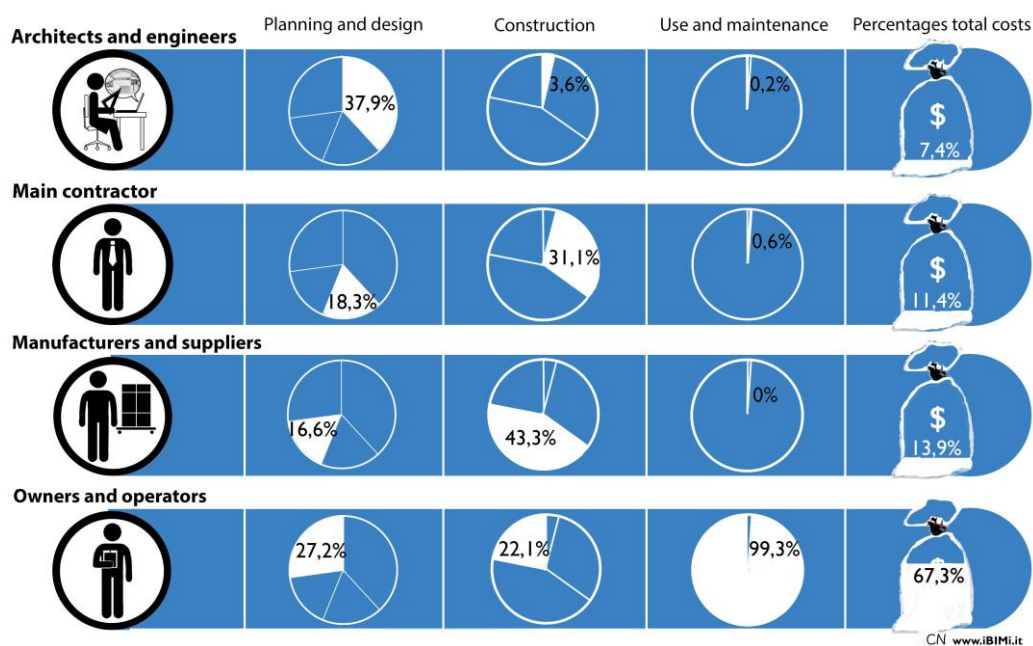 Planning and design
Construction
Use and maintenance
Percentages total costs
Architects and engineers
37,9%
3,6%
0,2%
$
7,4%
Main contractor
18,3%
31,1%
0,6%
$
11,4%
Manufacturers and suppliers
16,6%
43,3%
0%
$
13,9%
Owners and operators
27,2%
22,1%
99,3%
67,3%
CN www.iBIMi.it